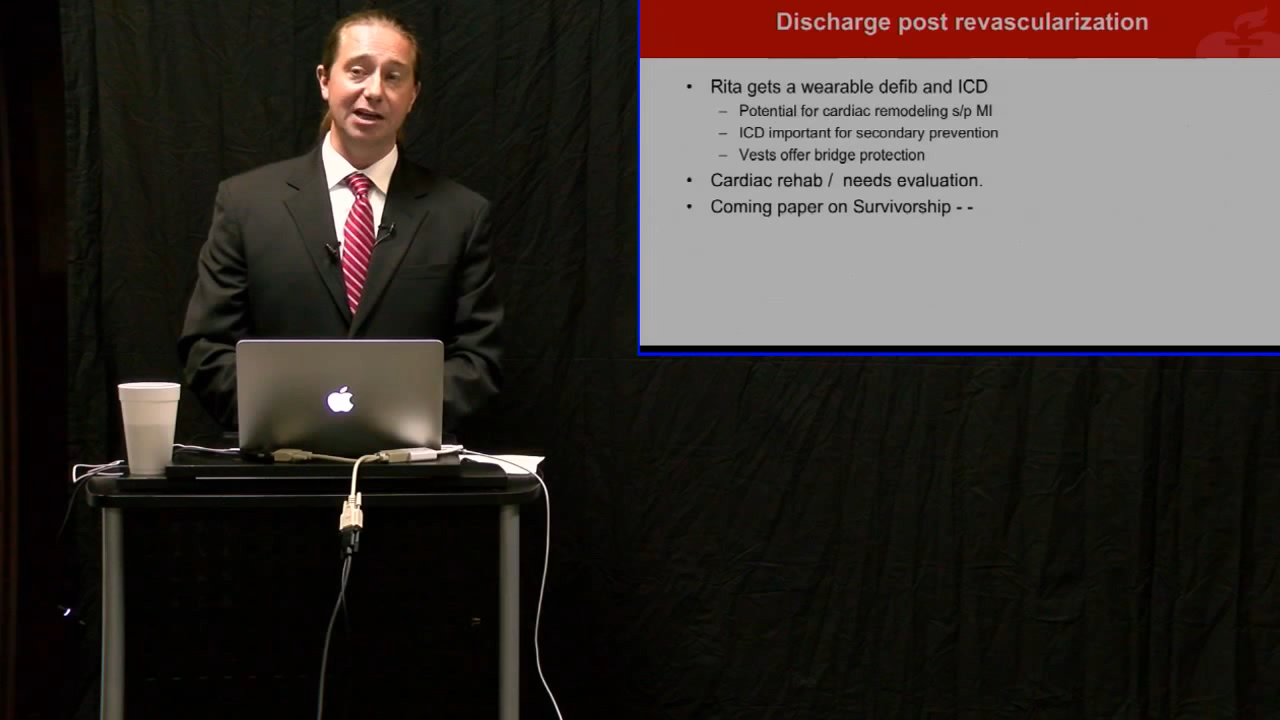 Discharge post revascularization
• Rita gets a wearable defib and ICD
– Potential for cardiac remodeling s/p MI
– ICD important for secondary prevention
– Vests offer bridge protection
• Cardiac rehab / needs evaluation.
• Coming paper on Survivorship - -